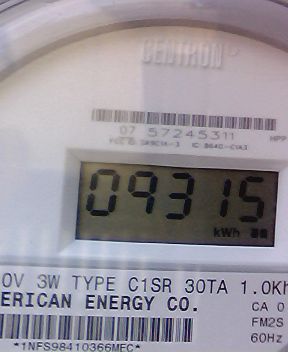 CENTRON
07 57245311
09315
kWh
0V 3W TYPE C1SR 30TA 1.0Kh
ERICAN ENERGY CO.
CA 0
FM2S
60Hz
*1NFS98410366MEC*